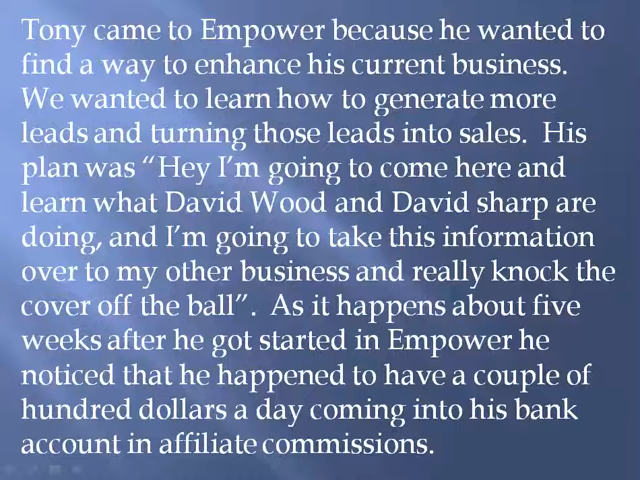 Tony came to Empower because he wanted to
find a way to enhance his current business.
We wanted to learn how to generate more
leads and turning those leads into sales.  His
plan was “Hey I’m going to come here and
learn what David Wood and David sharp are
doing, and I’m going to take this information
over to my other business and really knock the
cover off the ball”.  As it happens about five
weeks after he got started in Empower he
noticed that he happened to have a couple of
hundred dollars a day coming into his bank
account in affiliate commissions.